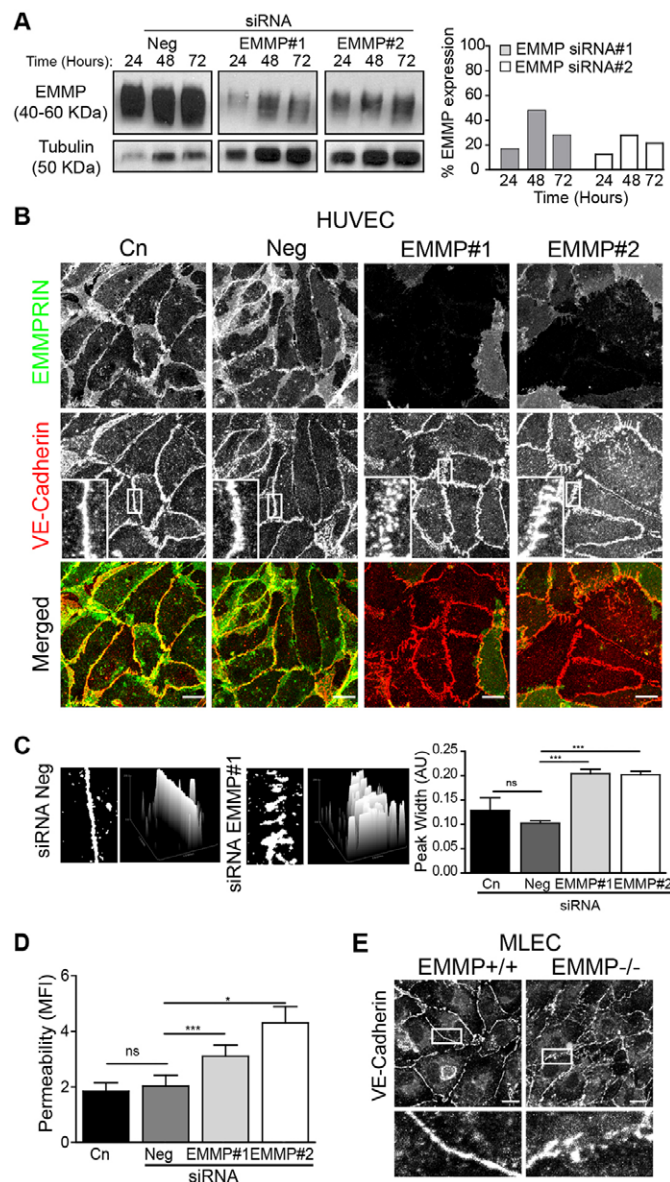 A
siRNA
Neg EMMP#1 EMMP#2
Time (Hours): 24 48 72 24 48 72 24 48 72
EMMP
(40-60 KDa)
Tubulin
(50 KDa)
EMMP siRNA#1
EMMP siRNA#2
% EMMP expression
100
80
60
40
20
0
24 48 72 24 48 72
Time (Hours)
B
HUVEC
Cn Neg EMMP#1 EMMP#2
EMMPRIN
VE-Cadherin
Merged
C
siRNA Neg
siRNA EMMP#1
Peak Width (AU)
0.25
0.20
0.15
0.10
0.05
0.00
ns
***
***
Cn Neg EMMP#1 EMMP#2
siRNA
D
Permeability (MFI)
6
4
2
0
ns
***
*
Cn Neg EMMP#1 EMMP#2
siRNA
E
MLEC
EMMP+/+ EMMP-/-
VE-Cadherin